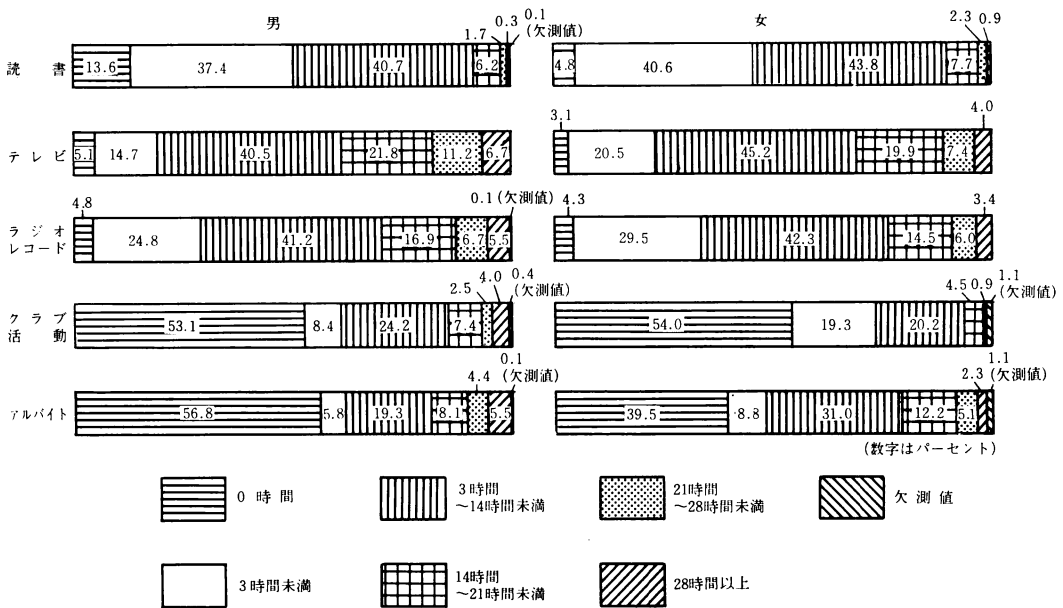 男
女
読書
13.6 37.4 40.7 6.2 1.7 0.3 0.1(欠測値)
4.8 40.6 43.8 7.7 2.3 0.9
テレビ
5.1 14.7 40.5 21.8 11.2 6.7
3.1 20.5 45.2 19.9 7.4 4.0
ラジオ
レコード
4.8 24.8 41.2 16.9 6.7 5.5 0.1(欠測値)
4.3 29.5 42.3 14.5 6.0 3.4
クラブ
活動
53.1 8.4 24.2 7.4 2.5 4.0 0.4(欠測値)
54.0 19.3 20.2 4.5 0.9 1.1(欠測値)
アルバイト
56.8 5.8 19.3 8.1 4.4 5.5 0.1(欠測値)
39.5 8.8 31.0 12.2 5.1 2.3 1.1(欠測値)
(数字はパーセント)
0時間
3時間
~14時間未満
21時間
~28時間未満
欠測値
3時間未満
14時間
~21時間未満
28時間以上